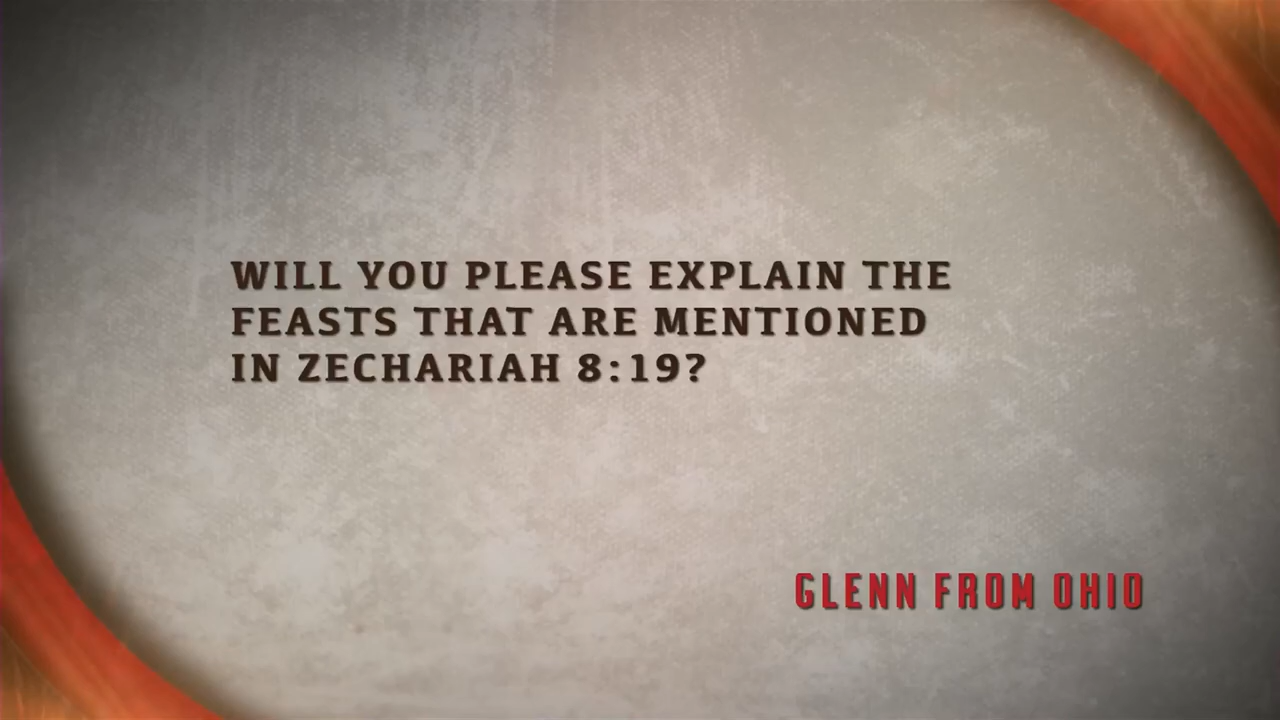 WILL YOU PLEASE EXPLAIN THE
FEASTS THAT ARE MENTIONED
IN ZECHARIAH 8:19?
GLENN FROM OHIO